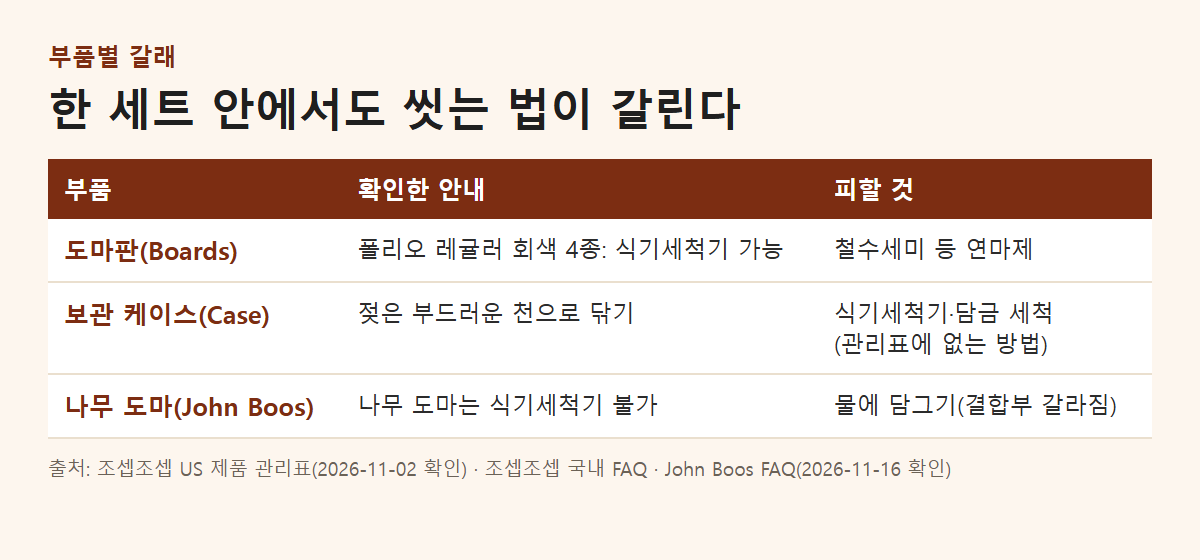 부품별 갈래
한 세트 안에서도 씻는 법이 갈린다
부품 확인한 안내 피할 것
도마판(Boards) 폴리오 레귤러 회색 4종: 식기세척기 가능 철수세미 등 연마제
보관 케이스(Case) 젖은 부드러운 천으로 닦기 식기세척기·담금 세척
(관리표에 없는 방법)
나무 도마(John Boos) 나무 도마는 식기세척기 불가 물에 담그기(결합부 갈라짐)
출처: 조셉조셉 US 제품 관리표(2026-11-02 확인) · 조셉조셉 국내 FAQ · John Boos FAQ(2026-11-16 확인)